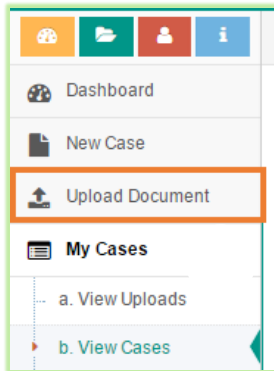 i
Dashboard
New Case
Upload Document
My Cases
a. View Uploads
b. View Cases